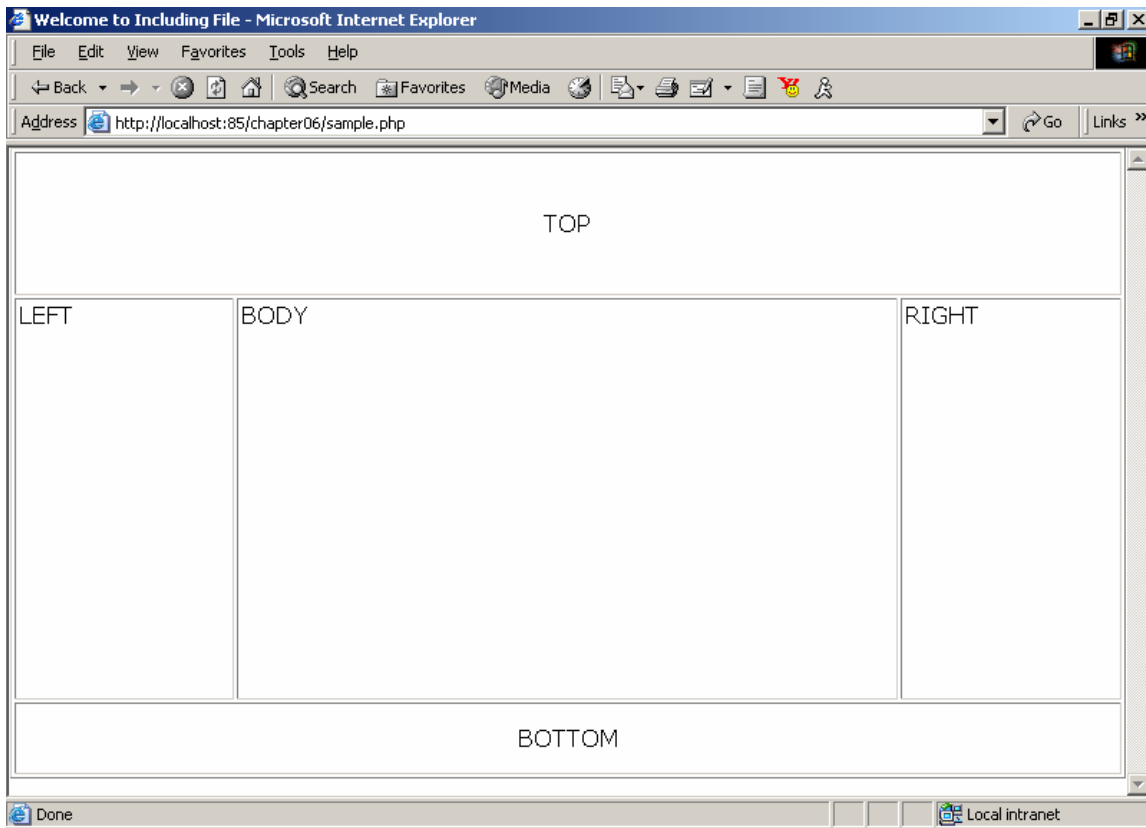 Welcome to Including File - Microsoft Internet Explorer
File Edit View Favorites Tools Help
Back Search Favorites Media
Address http://localhost:85/chapter06/sample.php Go Links »
TOP
LEFT BODY RIGHT
BOTTOM
Done Local intranet